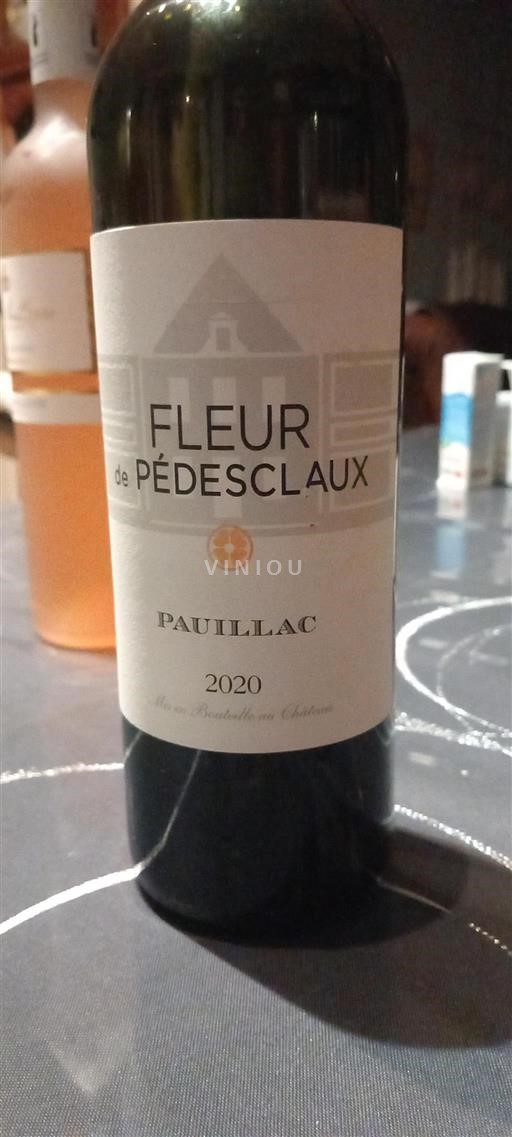 FLEUR
de PÉDESCLAUX
VINIOU
PAUILLAC
2020
Mis en Bouteille au Château